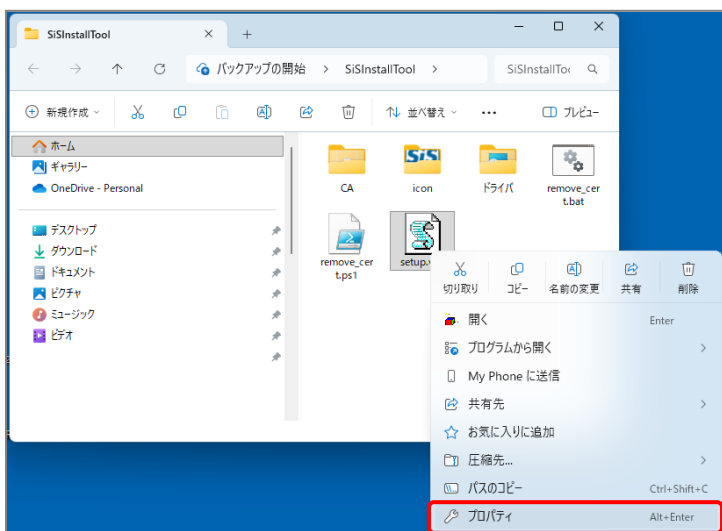 SiSInstallTool
バックアップの開始 > SiSInstallTool >
SiSInstallToo
新規作成
並べ替え
プレビュー
ホーム
ギャラリー
OneDrive - Personal
デスクトップ
ダウンロード
ドキュメント
ピクチャ
ミュージック
ビデオ
CA
SiS
icon
ドライバ
remove_cer
t.bat
remove_cer
t.ps1
setup.v
切り取り
コピー
名前の変更
共有
削除
開く Enter
プログラムから開く
My Phone に送信
共有先
お気に入りに追加
圧縮先...
パスのコピー Ctrl+Shift+C
プロパティ Alt+Enter